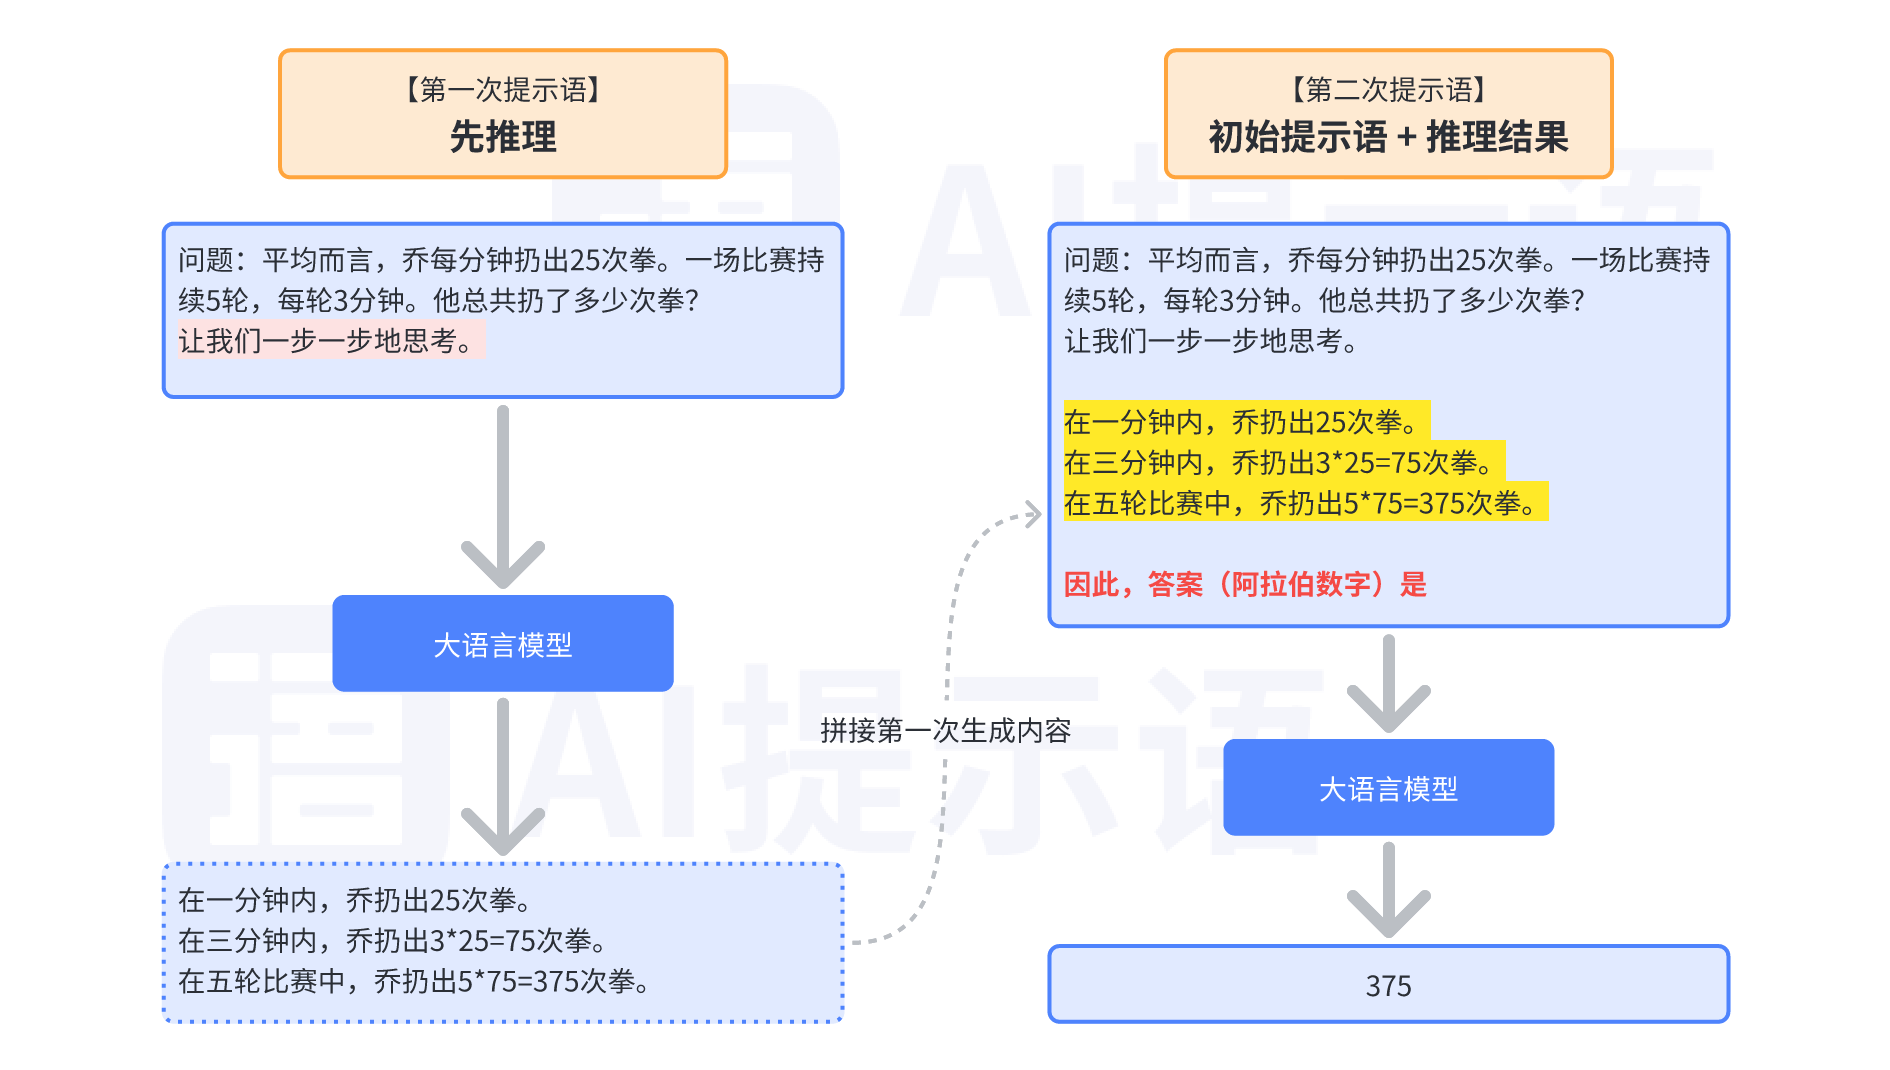 【第一次提示语】
先推理
问题：平均而言，乔每分钟扔出25次拳。一场比赛持
续5轮，每轮3分钟。他总共扔了多少次拳？
让我们一步一步地思考。
大语言模型
在一分钟内，乔扔出25次拳。
在三分钟内，乔扔出3*25=75次拳。
在五轮比赛中，乔扔出5*75=375次拳。
拼接第一次生成内容
【第二次提示语】
初始提示语 + 推理结果
问题：平均而言，乔每分钟扔出25次拳。一场比赛持
续5轮，每轮3分钟。他总共扔了多少次拳？
让我们一步一步地思考。
在一分钟内，乔扔出25次拳。
在三分钟内，乔扔出3*25=75次拳。
在五轮比赛中，乔扔出5*75=375次拳。
因此，答案（阿拉伯数字）是
大语言模型
375
AI提示语
AI提示语